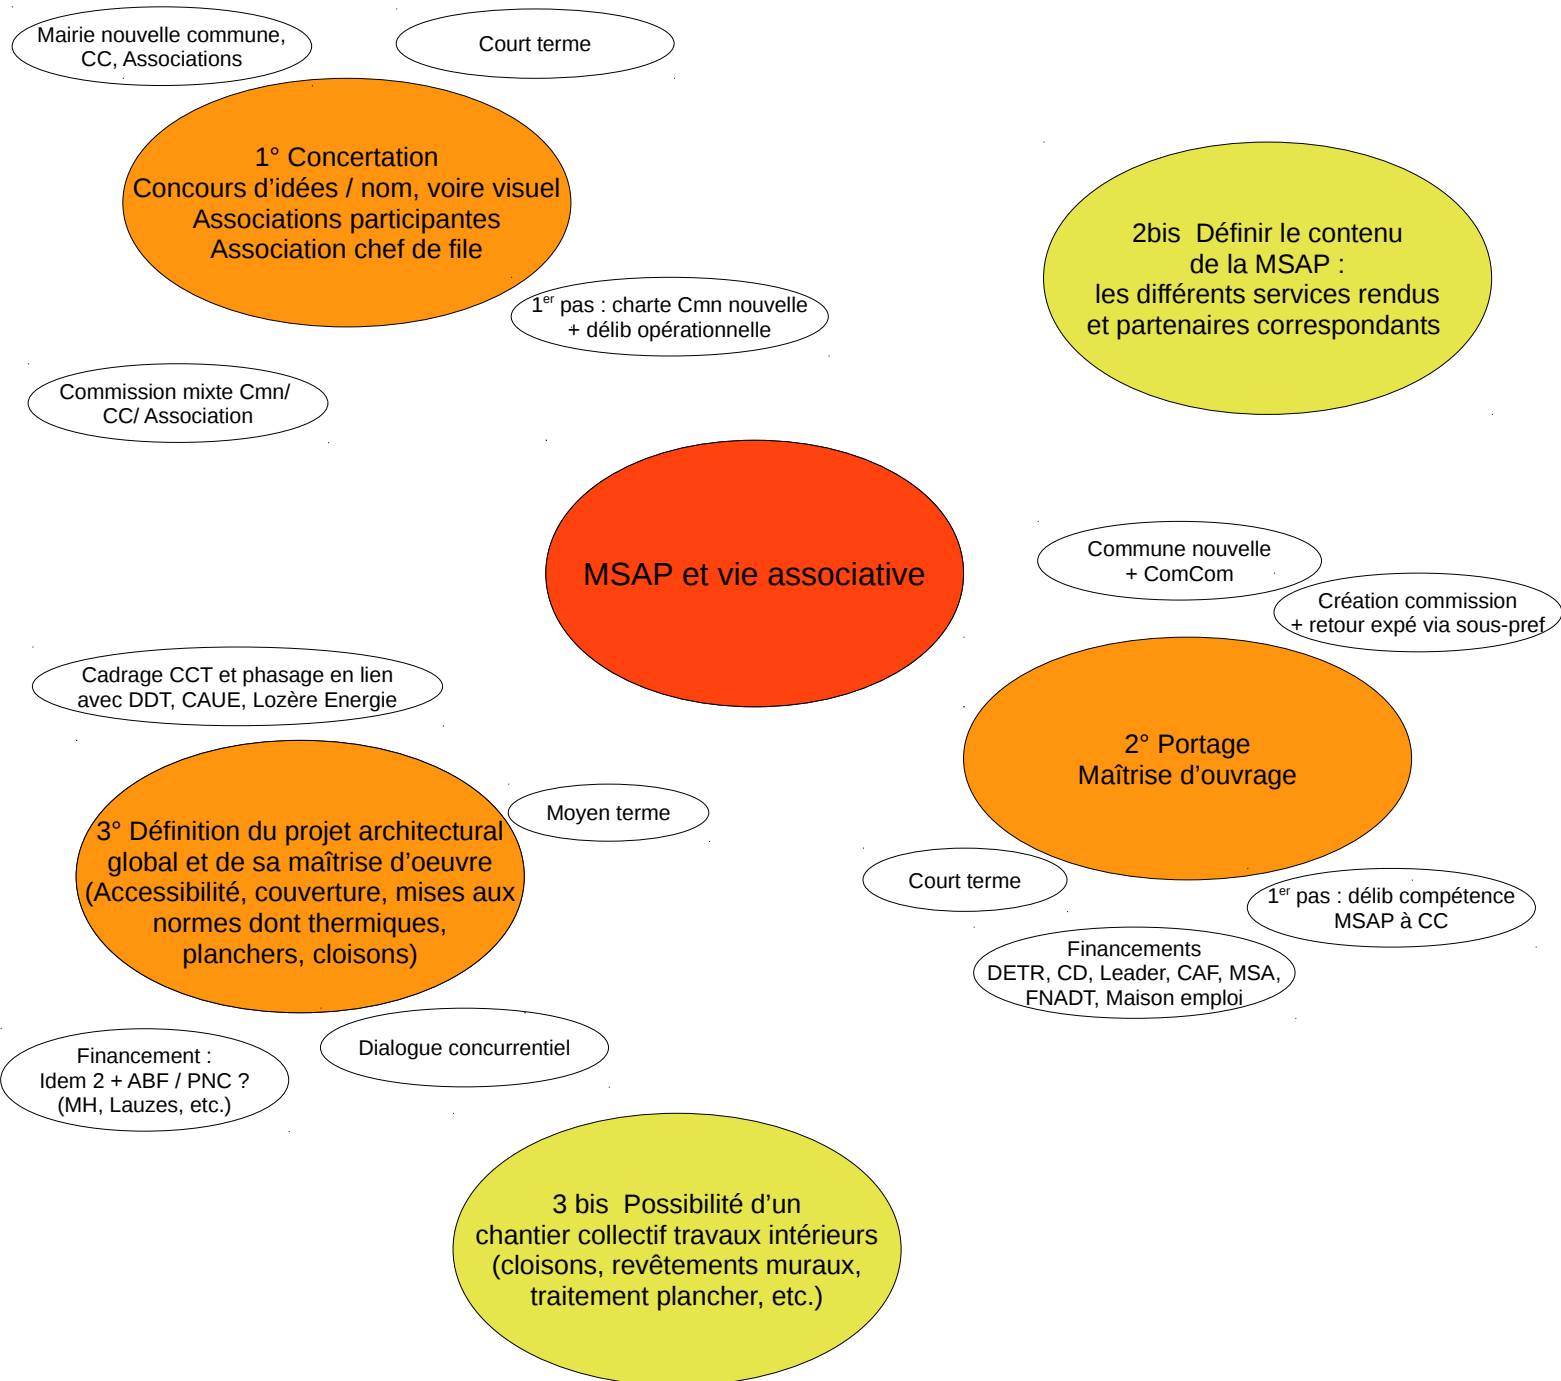 Mairie nouvelle commune,
CC, Associations
Court terme
1° Concertation
Concours d’idées / nom, voire visuel
Associations participantes
Association chef de file
1er pas : charte Cmn nouvelle
+ délib opérationnelle
Commission mixte Cmn/
CC/ Association
2bis  Définir le contenu
de la MSAP :
les différents services rendus
et partenaires correspondants
MSAP et vie associative
Commune nouvelle
+ ComCom
Création commission
+ retour expé via sous-pref
2° Portage
Maîtrise d’ouvrage
Court terme
1er pas : délib compétence
MSAP à CC
Financements
DETR, CD, Leader, CAF, MSA,
FNADT, Maison emploi
Cadrage CCT et phasage en lien
avec DDT, CAUE, Lozère Energie
Moyen terme
3° Définition du projet architectural
global et de sa maîtrise d’oeuvre
(Accessibilité, couverture, mises aux
normes dont thermiques,
planchers, cloisons)
Dialogue concurrentiel
Financement :
Idem 2 + ABF / PNC ?
(MH, Lauzes, etc.)
3 bis  Possibilité d’un
chantier collectif travaux intérieurs
(cloisons, revêtements muraux,
traitement plancher, etc.)